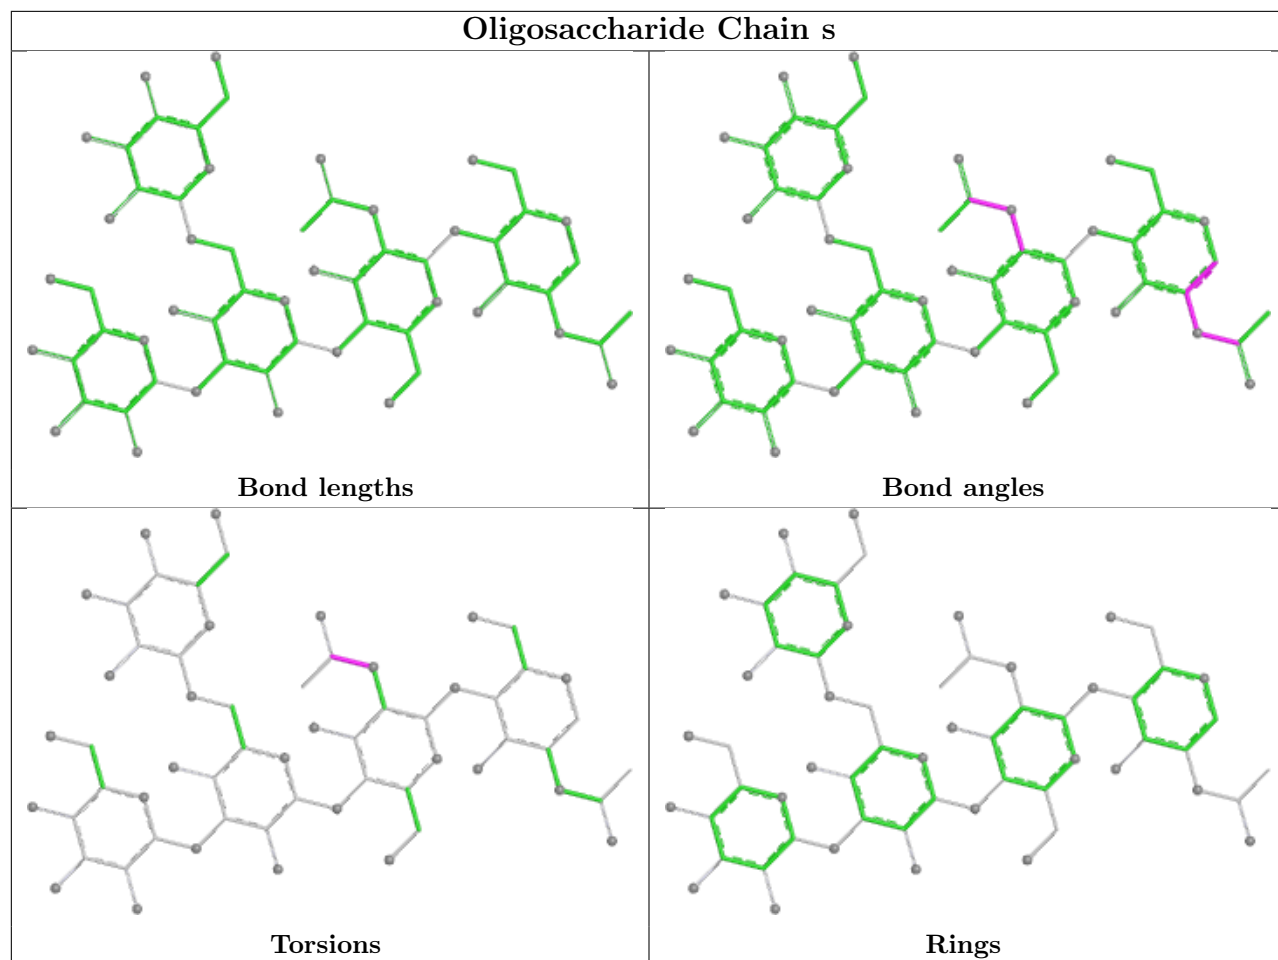 Oligosaccharide Chain s
Bond lengths
Bond angles
Torsions
Rings